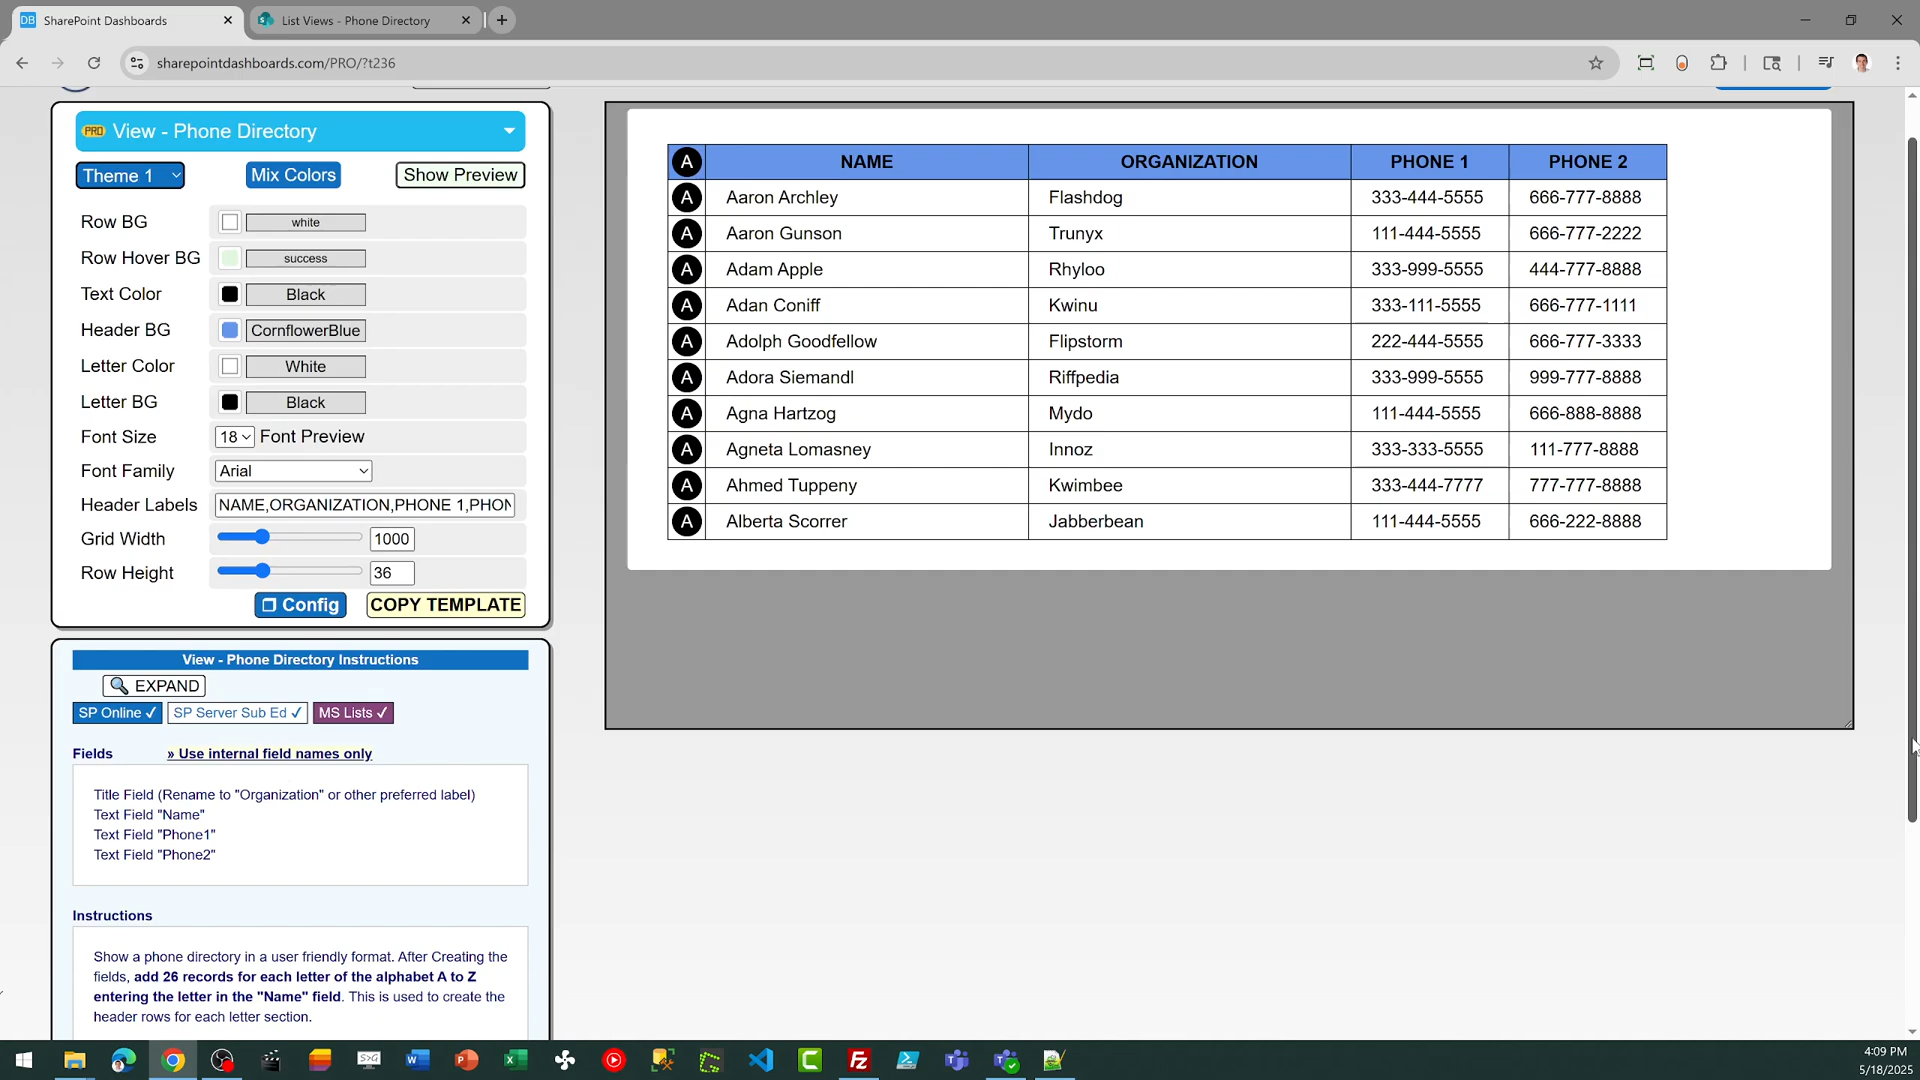 DB SharePoint Dashboards
List Views - Phone Directory
sharepointdashboards.com/PRO/?t236
PRO View - Phone Directory
Theme 1
Mix Colors
Show Preview
Row BG white
Row Hover BG success
Text Color Black
Header BG CornflowerBlue
Letter Color White
Letter BG Black
Font Size 18 Font Preview
Font Family Arial
Header Labels NAME,ORGANIZATION,PHONE 1,PHON
Grid Width 1000
Row Height 36
Config COPY TEMPLATE
View - Phone Directory Instructions
EXPAND
SP Online ✓ SP Server Sub Ed ✓ MS Lists ✓
Fields » Use internal field names only
Title Field (Rename to "Organization" or other preferred label)
Text Field "Name"
Text Field "Phone1"
Text Field "Phone2"
Instructions
Show a phone directory in a user friendly format. After Creating the
fields, add 26 records for each letter of the alphabet A to Z
entering the letter in the "Name" field. This is used to create the
header rows for each letter section.
A NAME ORGANIZATION PHONE 1 PHONE 2
A Aaron Archley Flashdog 333-444-5555 666-777-8888
A Aaron Gunson Trunyx 111-444-5555 666-777-2222
A Adam Apple Rhyloo 333-999-5555 444-777-8888
A Adan Coniff Kwinu 333-111-5555 666-777-1111
A Adolph Goodfellow Flipstorm 222-444-5555 666-777-3333
A Adora Siemandl Riffpedia 333-999-5555 999-777-8888
A Agna Hartzog Mydo 111-444-5555 666-888-8888
A Agneta Lomasney Innoz 333-333-5555 111-777-8888
A Ahmed Tuppeny Kwimbee 333-444-7777 777-777-8888
A Alberta Scorrer Jabberbean 111-444-5555 666-222-8888
4:09 PM
5/18/2025